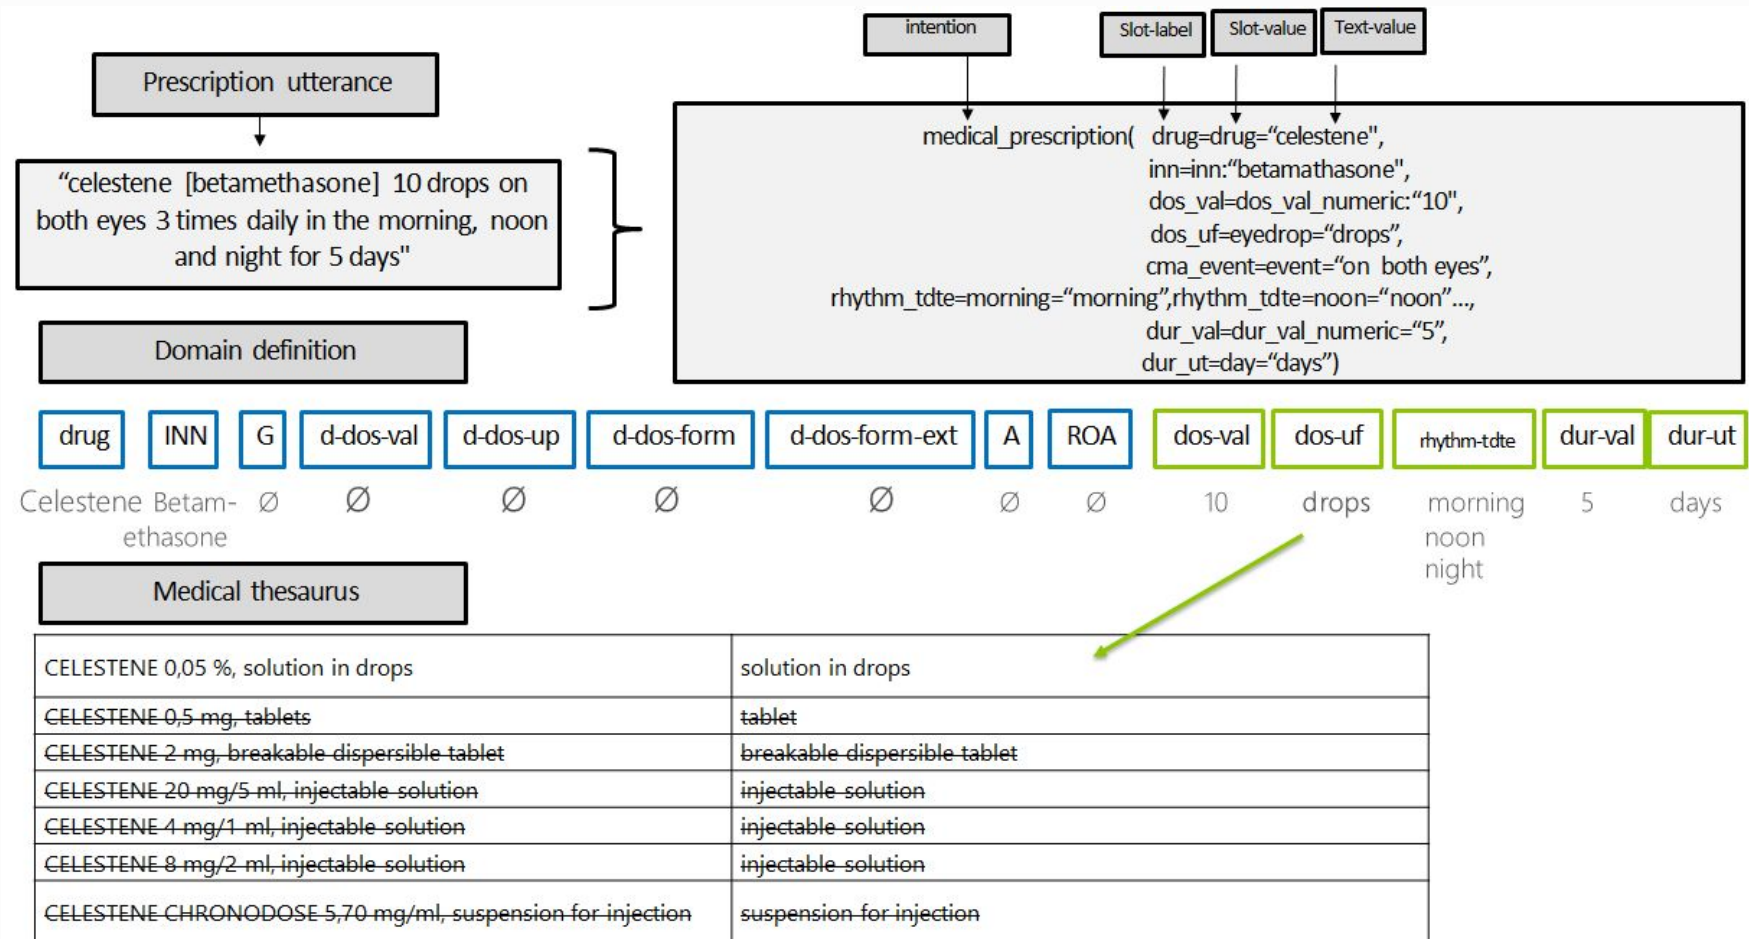 intention
Slot-label
Slot-value
Text-value
Prescription utterance
“celestene [betamethasone] 10 drops on
both eyes 3 times daily in the morning, noon
and night for 5 days"
medical_prescription( drug=drug=“celestene",
inn=inn:“betamathasone",
dos_val=dos_val_numeric:“10",
dos_uf=eyedrop=“drops”,
cma_event=event=“on both eyes”,
rhythm_tdte=morning=“morning”,rhythm_tdte=noon=“noon”...,
dur_val=dur_val_numeric=“5”,
dur_ut=day=“days”)
Domain definition
drug INN G d-dos-val d-dos-up d-dos-form d-dos-form-ext A ROA dos-val dos-uf rhythm-tdte dur-val dur-ut
Celestene Betam- Ø Ø Ø Ø Ø Ø Ø 10 drops morning 5 days
ethasone noon
night
Medical thesaurus
CELESTENE 0,05 %, solution in drops solution in drops
CELESTENE 0,5 mg, tablets tablet
CELESTENE 2 mg, breakable dispersible tablet breakable dispersible tablet
CELESTENE 20 mg/5 ml, injectable solution injectable solution
CELESTENE 4 mg/1 ml, injectable solution injectable solution
CELESTENE 8 mg/2 ml, injectable solution injectable solution
CELESTENE CHRONODOSE 5,70 mg/ml, suspension for injection suspension for injection